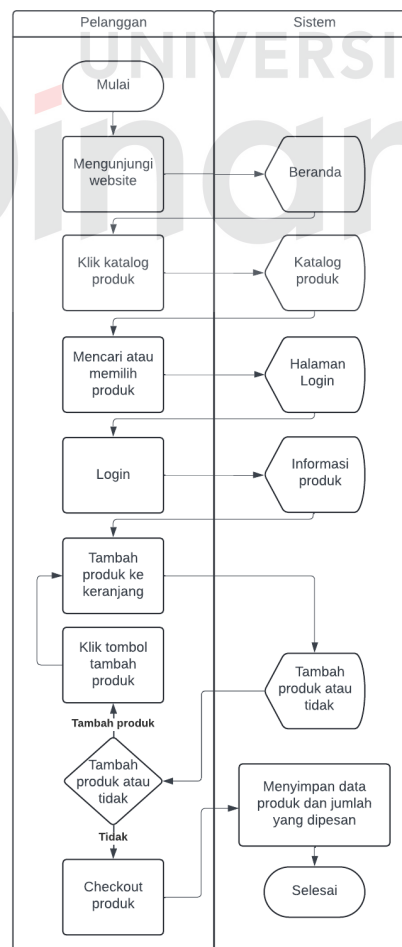 Pelanggan
Sistem
UNIVERSI
Dinam
Mulai
Mengunjungi
website
Beranda
Klik katalog
produk
Katalog
produk
Mencari atau
memilih
produk
Halaman
Login
Login
Informasi
produk
Tambah
produk ke
keranjang
Klik tombol
tambah
produk
Tambah
produk atau
tidak
Tambah produk
Tambah
produk atau
tidak
Menyimpan data
produk dan jumlah
yang dipesan
Tidak
Checkout
produk
Selesai